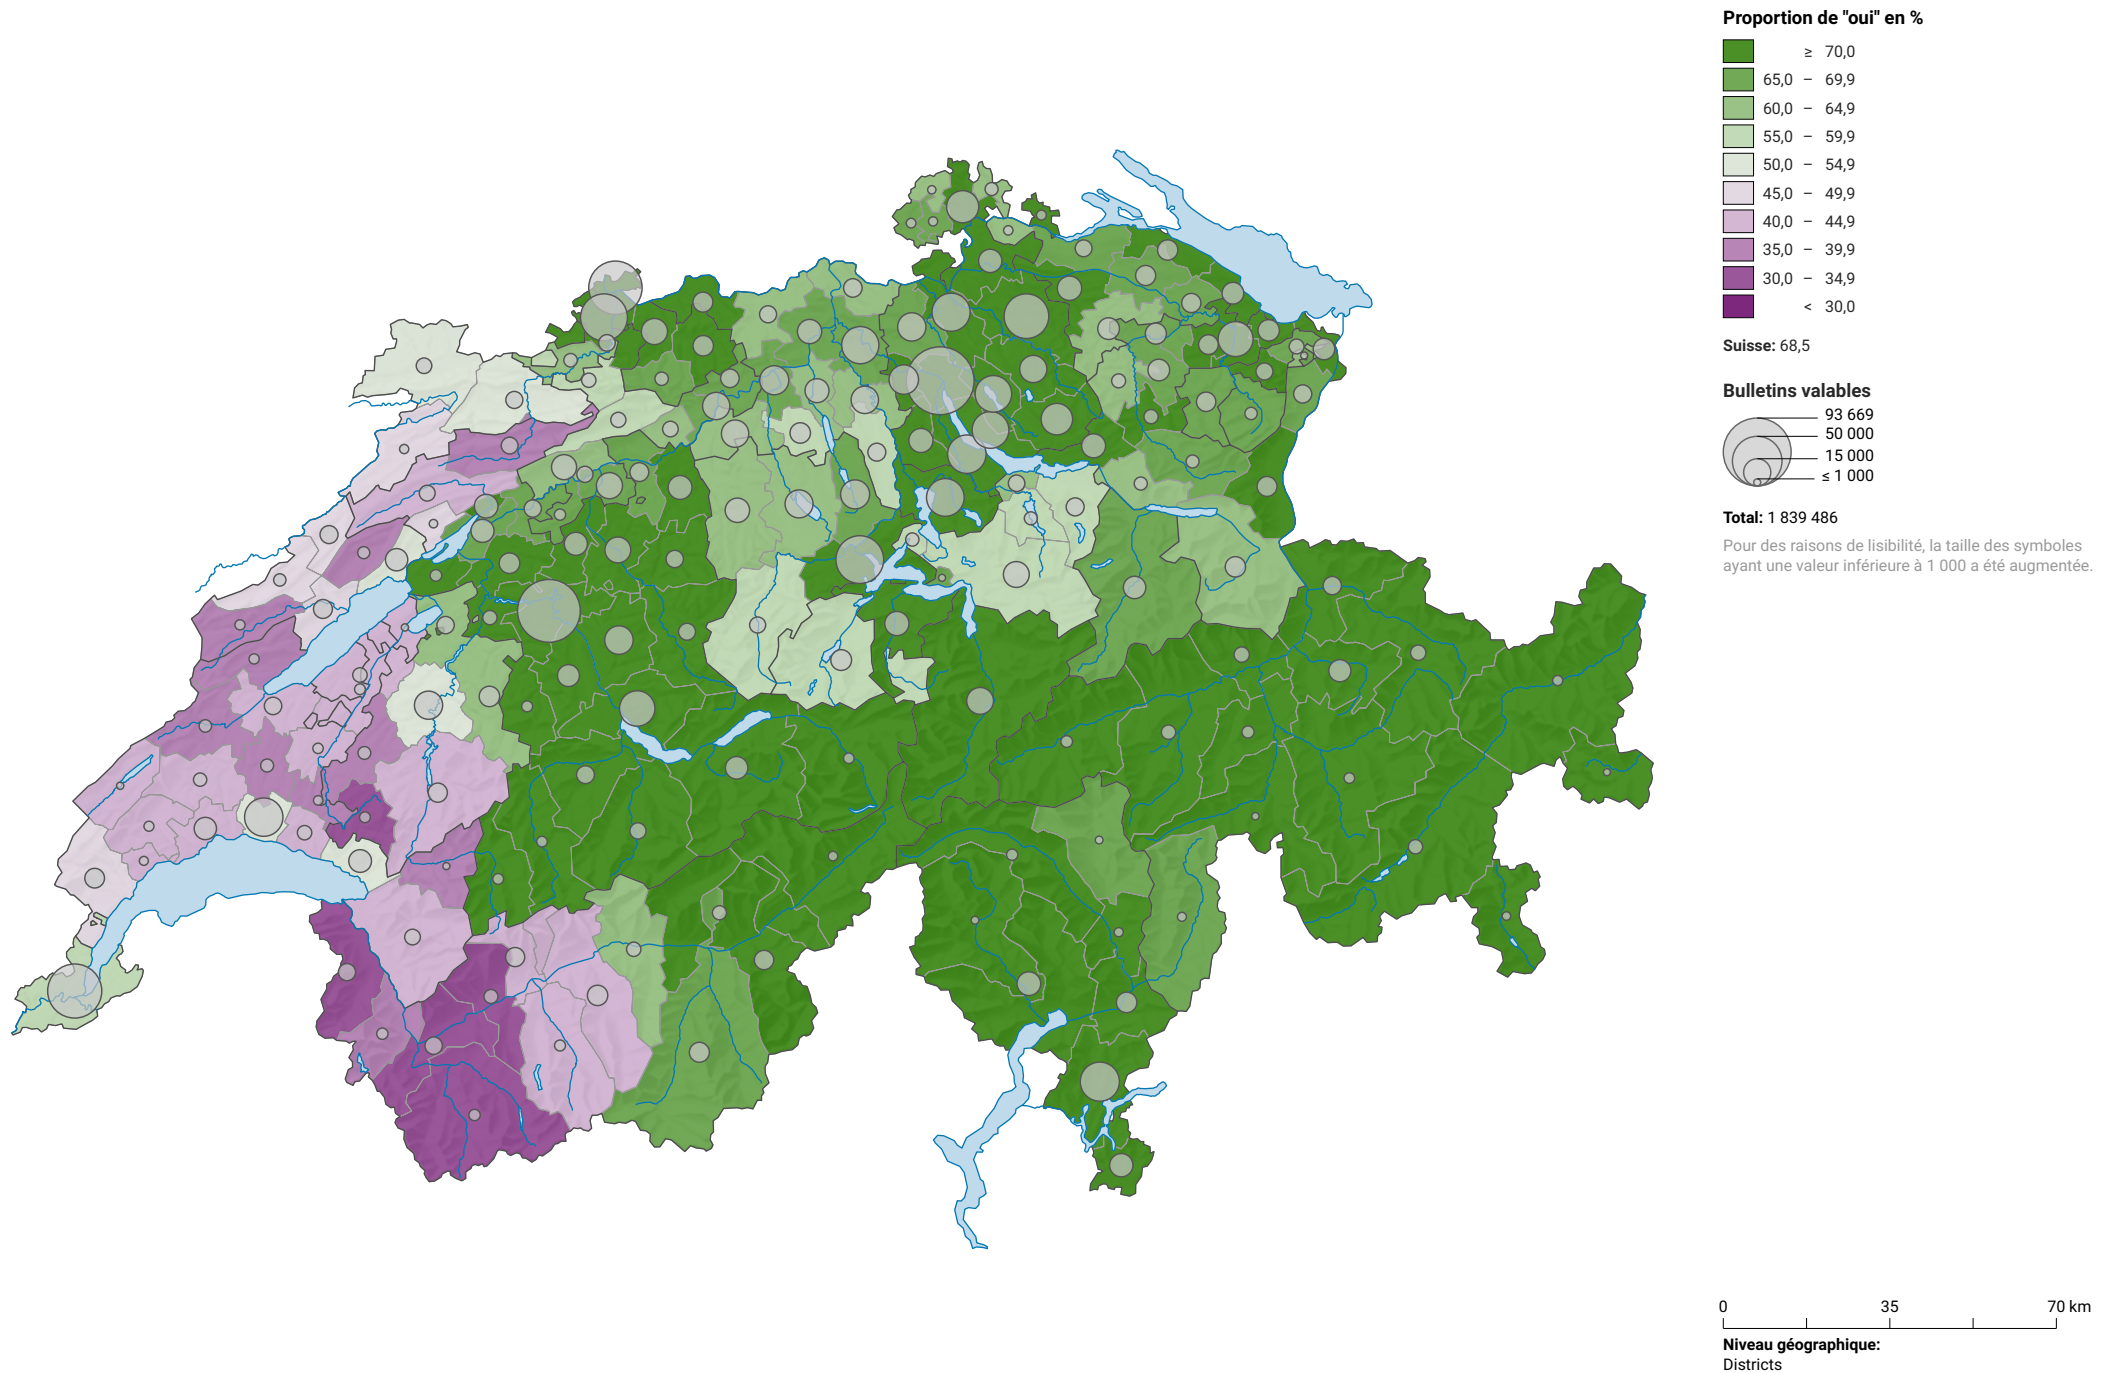 Proportion de "oui" en %
≥ 70,0
65,0 – 69,9
60,0 – 64,9
55,0 – 59,9
50,0 – 54,9
45,0 – 49,9
40,0 – 44,9
35,0 – 39,9
30,0 – 34,9
< 30,0
Suisse: 68,5
Bulletins valables
93 669
50 000
15 000
≤ 1 000
Total: 1 839 486
Pour des raisons de lisibilité, la taille des symboles
ayant une valeur inférieure à 1 000 a été augmentée.
0 35 70 km
Niveau géographique:
Districts